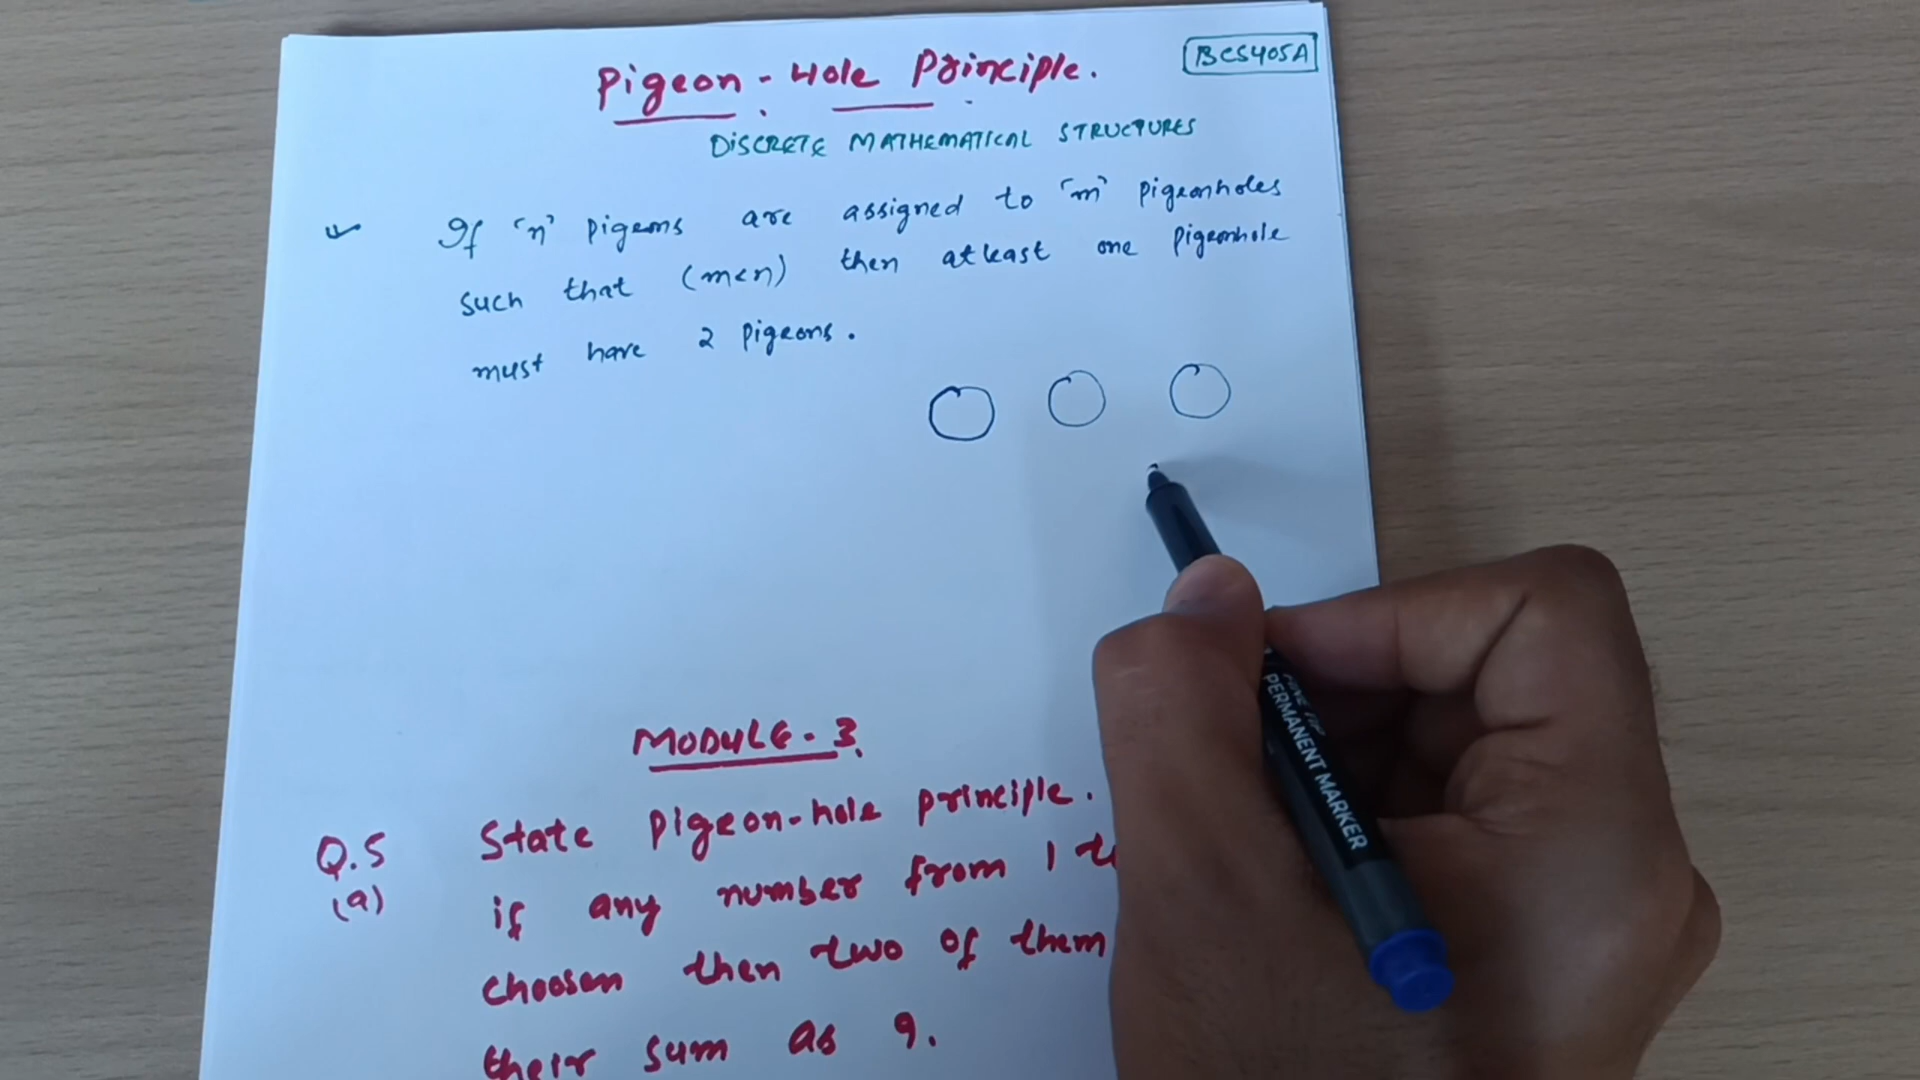 Pigeon-Hole Principle.
BCS405A
DISCRETE MATHEMATICAL STRUCTURES
If 'n' pigeons are assigned to 'm' pigeonholes
such that (m<n) then atleast one pigeonhole
must have 2 pigeons.
MODULE-3
Q.5 State pigeon-hole principle.
(a) if any number from 1
choosen then two of them
their sum as 9.
FINE TIP
PERMANENT MARKER